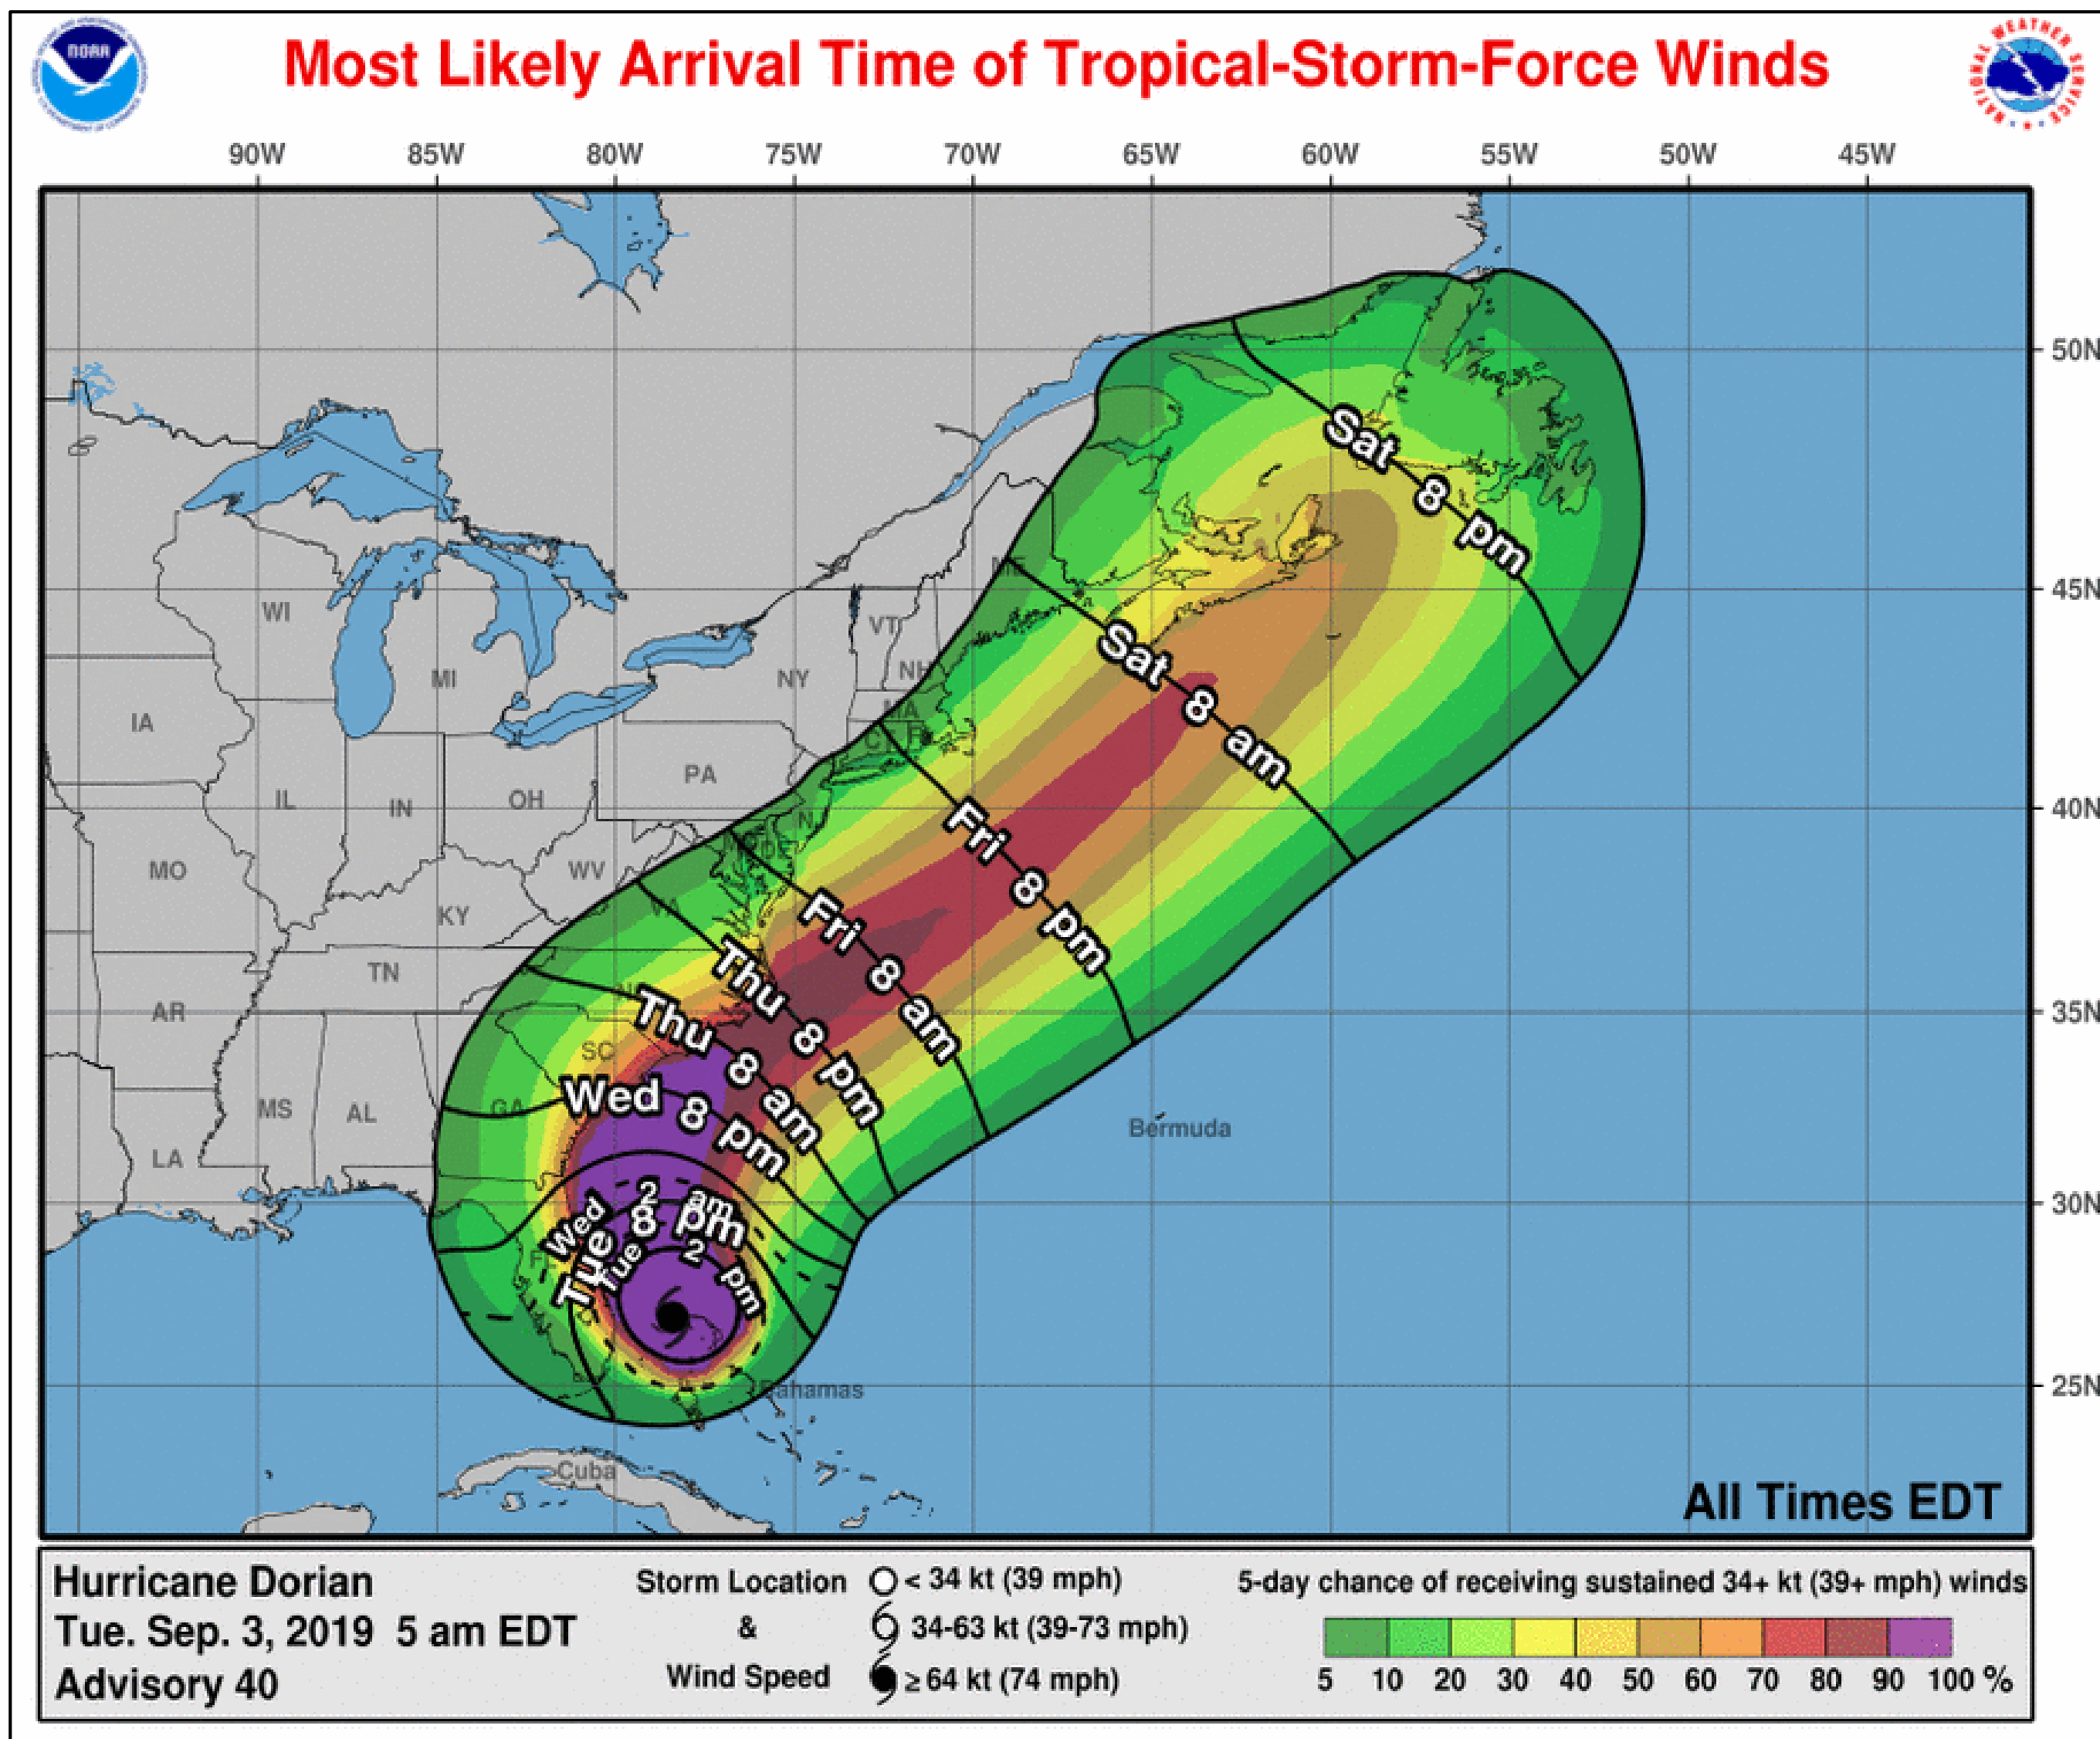 Most Likely Arrival Time of Tropical-Storm-Force Winds
NOAA
NATIONAL WEATHER SERVICE
90W 85W 80W 75W 70W 65W 60W 55W 50W 45W
50N
45N
40N
35N
30N
25N
Sat 8 pm
Sat 8 am
Fri 8 pm
Fri 8 am
Thu 8 pm
Thu 8 am
Wed 8 pm
Wed 2 am
Tue 8 pm
Tue 2 pm
ME
WI
VT
NH
MI
NY
MA
IA
CT
PA
IL
IN
OH
MO
WV
VA
KY
TN
AR
SC
MS
AL
GA
LA
Bermuda
Bahamas
Cuba
All Times EDT
Hurricane Dorian
Tue. Sep. 3, 2019 5 am EDT
Advisory 40
Storm Location
&
Wind Speed
< 34 kt (39 mph)
34-63 kt (39-73 mph)
≥ 64 kt (74 mph)
5-day chance of receiving sustained 34+ kt (39+ mph) winds
5 10 20 30 40 50 60 70 80 90 100 %